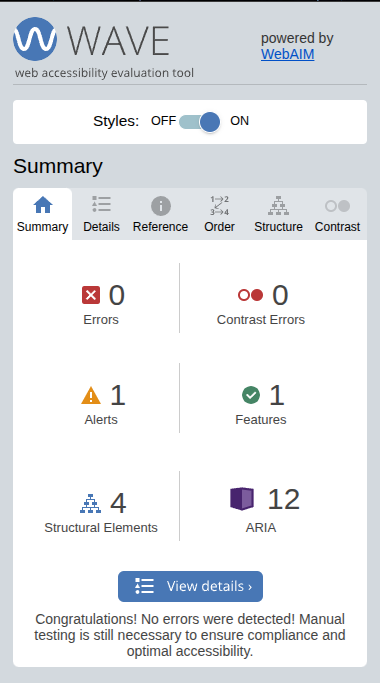 WAVE
web accessibility evaluation tool
powered by
WebAIM
Styles: OFF ON
Summary
Summary Details Reference Order Structure Contrast
0
Errors
0
Contrast Errors
1
Alerts
1
Features
4
Structural Elements
12
ARIA
View details ›
Congratulations! No errors were detected! Manual
testing is still necessary to ensure compliance and
optimal accessibility.